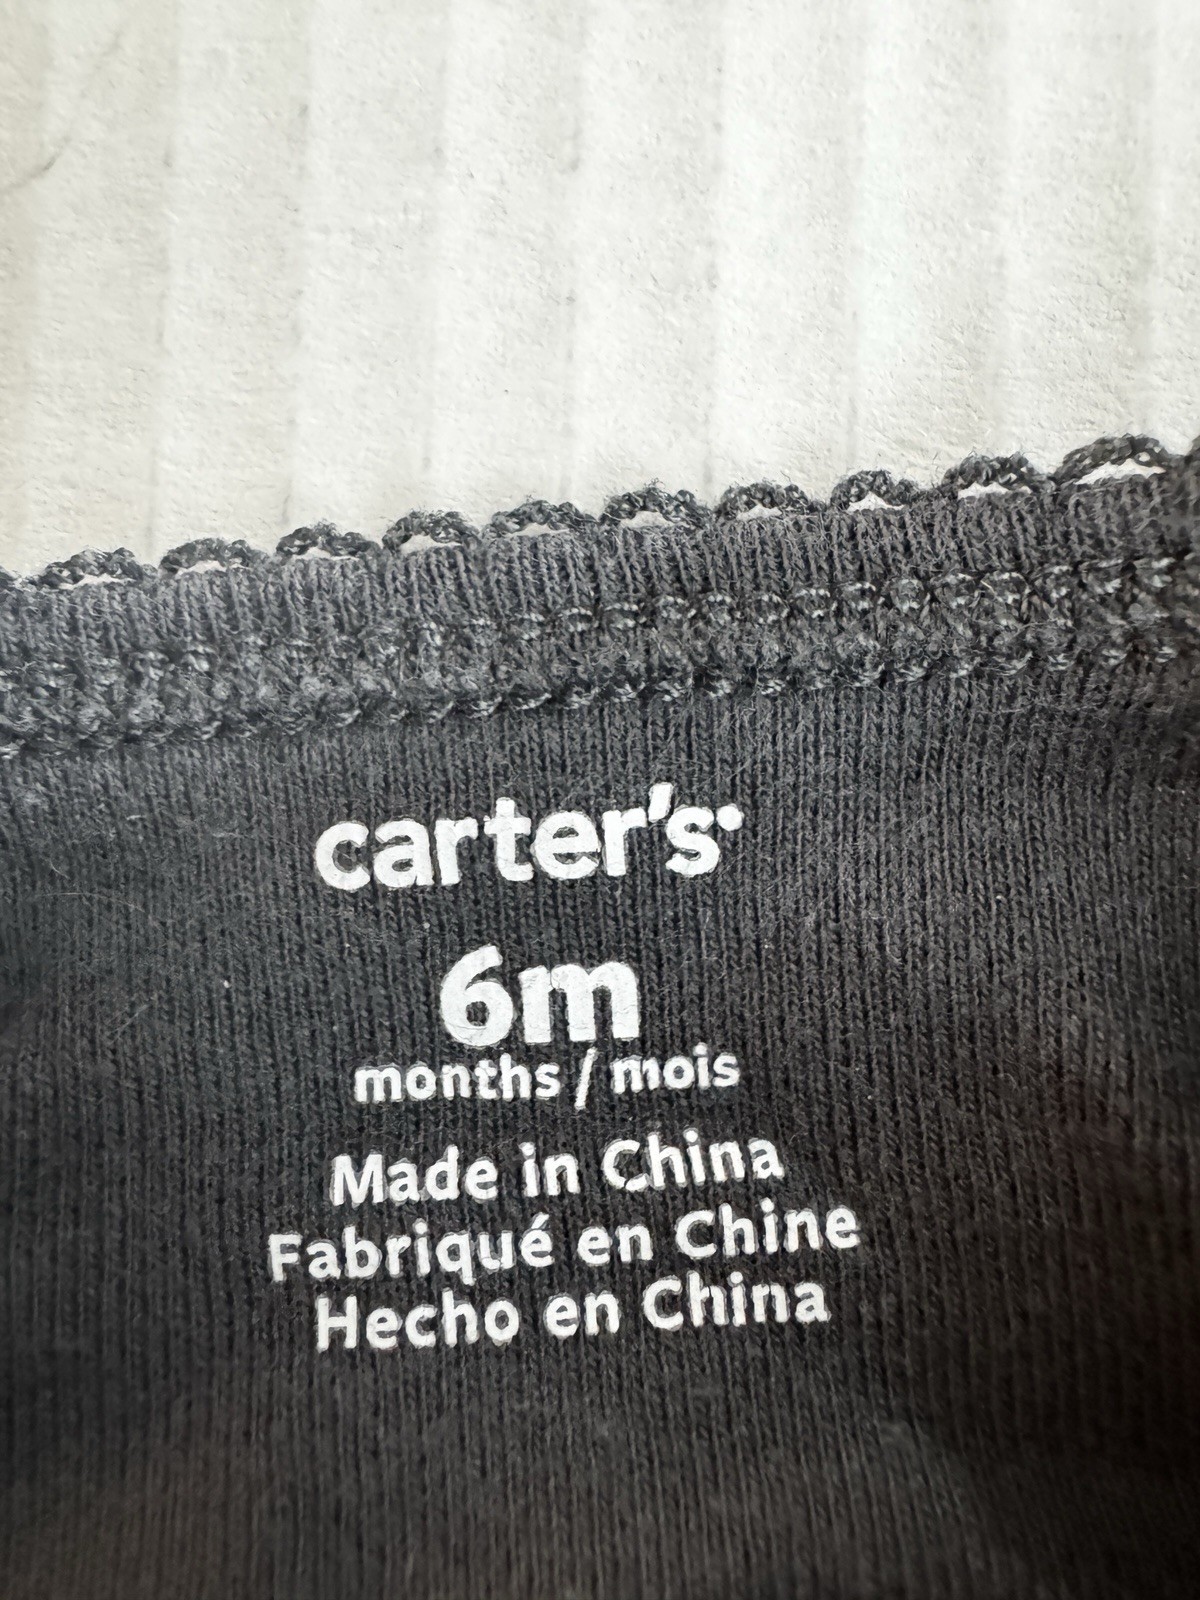 carter's
6m
months / mois
Made in China
Fabriqué en Chine
Hecho en China